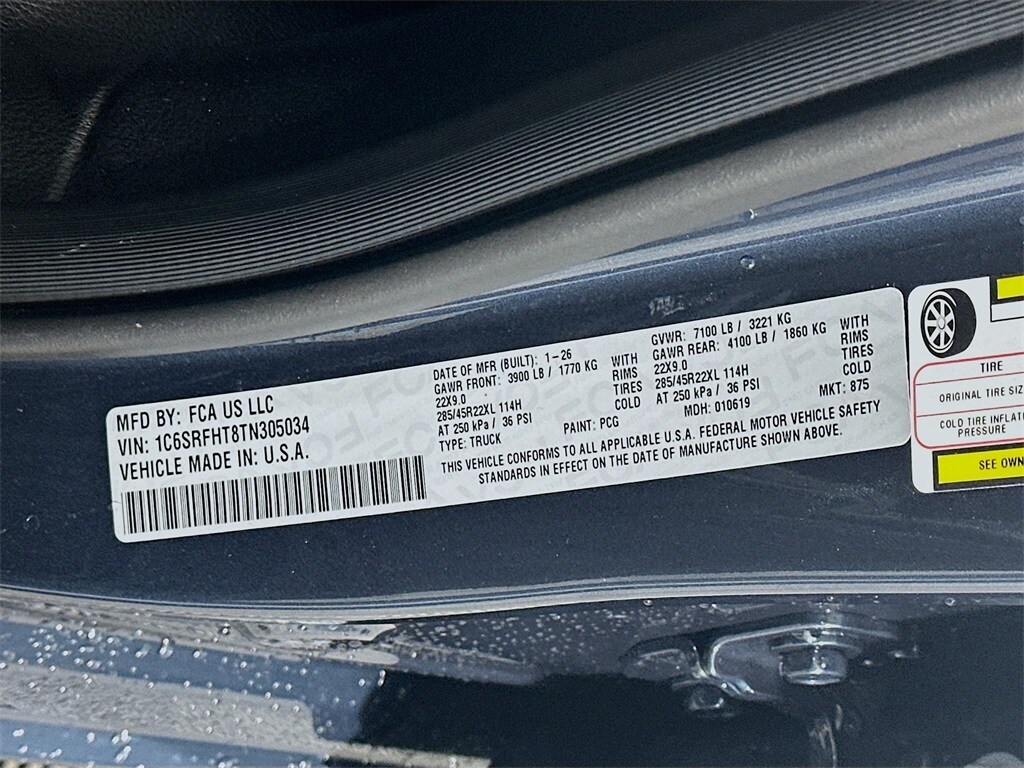 MFD BY: FCA US LLC
VIN: 1C6SRFHT8TN305034
VEHICLE MADE IN: U.S.A.
DATE OF MFR (BUILT): 1-26
GAWR FRONT: 3900 LB / 1770 KG WITH
22X9.0 RIMS
285/45R22XL 114H TIRES
AT 250 kPa / 36 PSI COLD
TYPE: TRUCK
PAINT: PCG
GVWR: 7100 LB / 3221 KG
GAWR REAR: 4100 LB / 1860 KG WITH
22X9.0 RIMS
285/45R22XL 114H TIRES
AT 250 kPa / 36 PSI COLD
MDH: 010619 MKT: 875
THIS VEHICLE CONFORMS TO ALL APPLICABLE U.S.A. FEDERAL MOTOR VEHICLE SAFETY
STANDARDS IN EFFECT ON THE DATE OF MANUFACTURE SHOWN ABOVE.
TIRE
ORIGINAL TIRE SIZ
COLD TIRE INFLAT
PRESSURE
SEE OWN